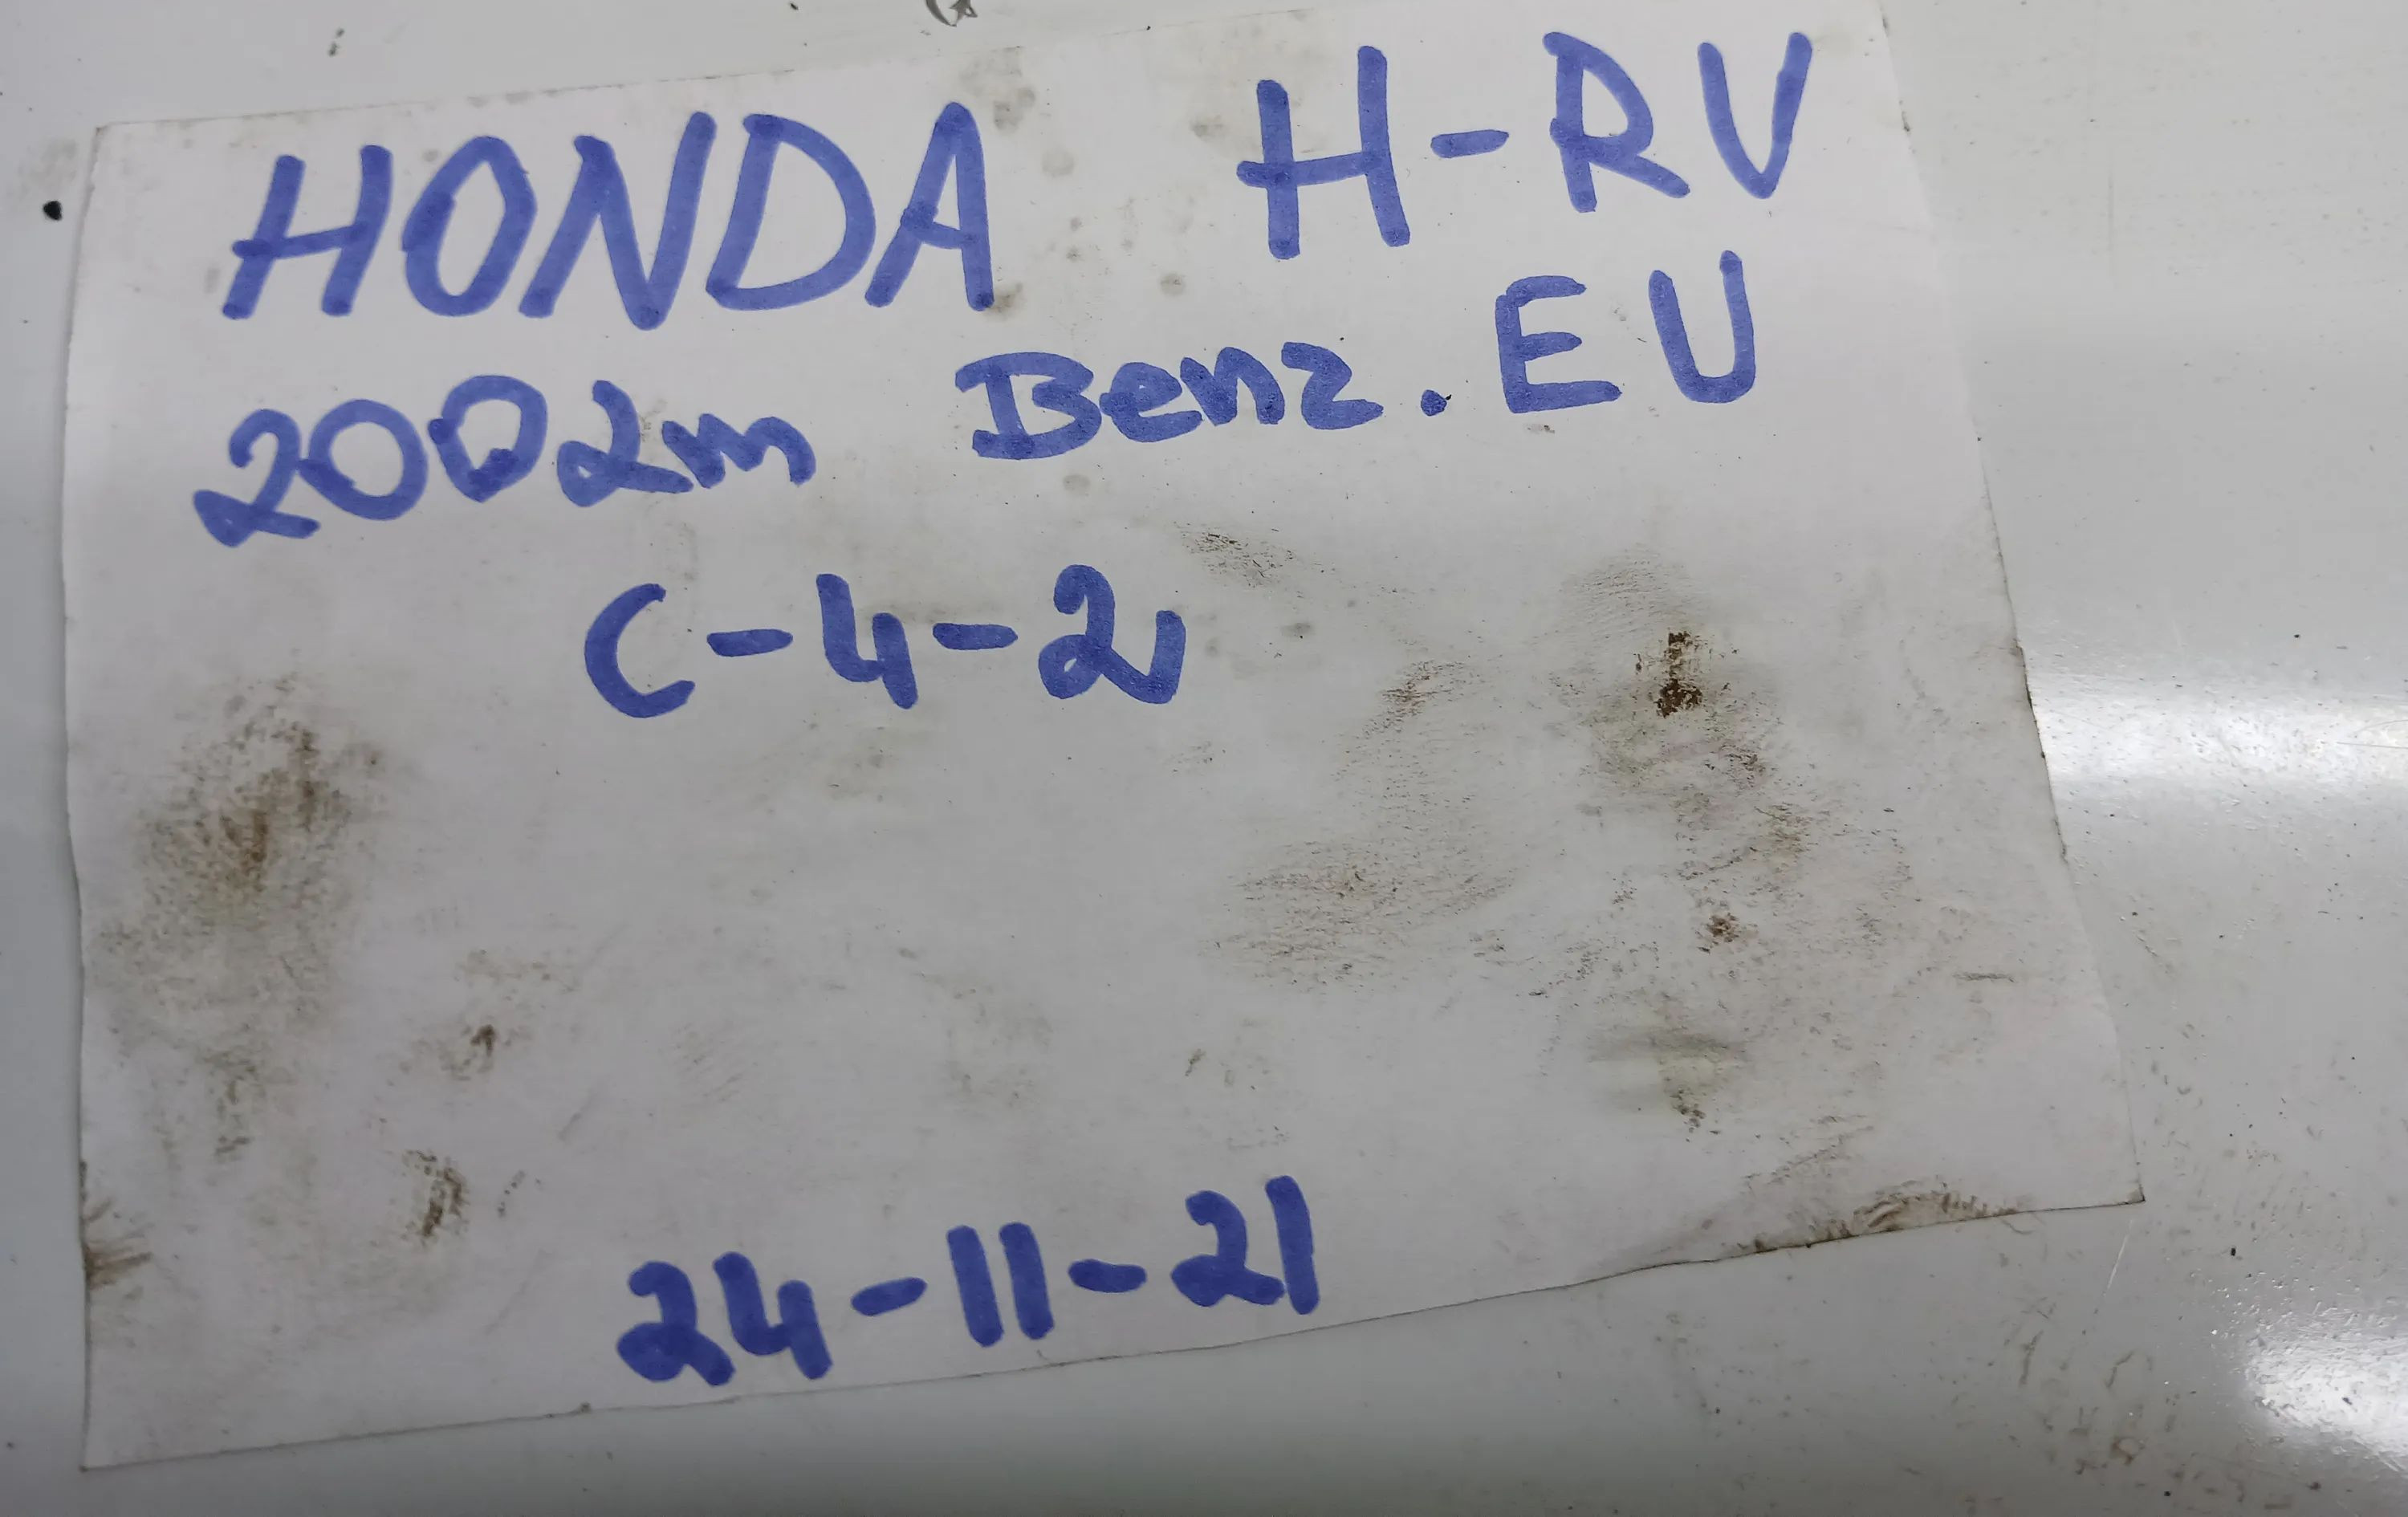 HONDA H-RV
2002m Benz. EU
C-4-2
24-11-21